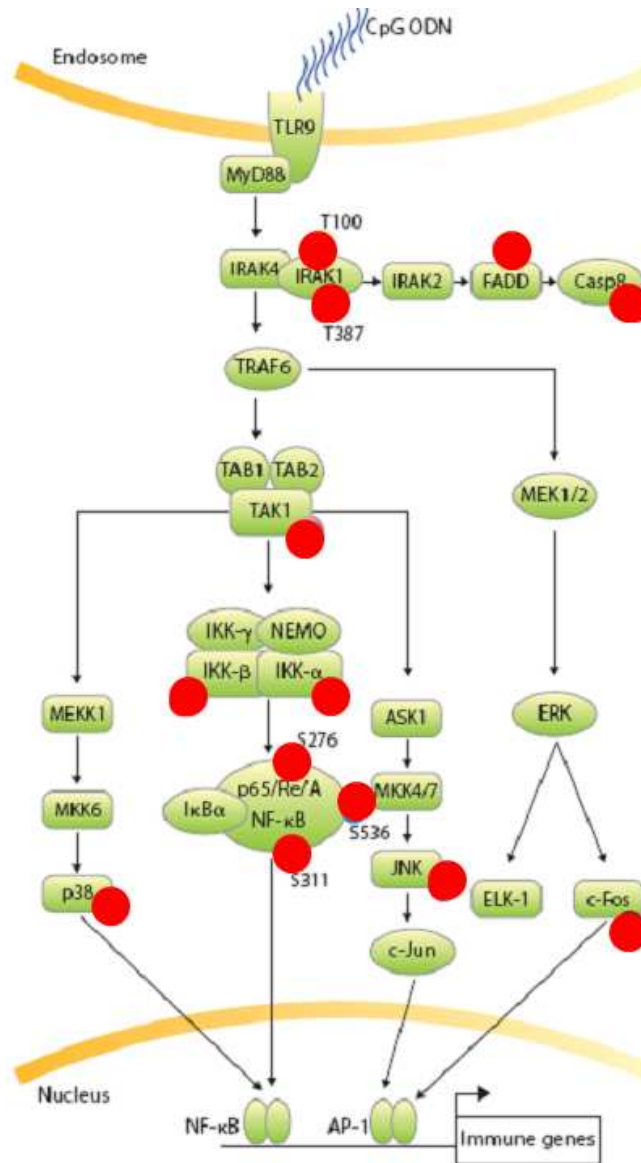 CpG ODN
Endosome
TLR9
MyD88
T100
IRAK4
IRAK1
IRAK2
FADD
Casp8
T387
TRAF6
TAB1
TAB2
TAK1
MEK1/2
IKK-γ
NEMO
IKK-β
IKK-α
MEKK1
ASK1
ERK
S276
p65/Re/A
MKK4/7
MKK6
IκBα
NF-κB
S536
S311
JNK
p38
ELK-1
c-Fos
c-Jun
Nucleus
NF-κB
AP-1
Immune genes